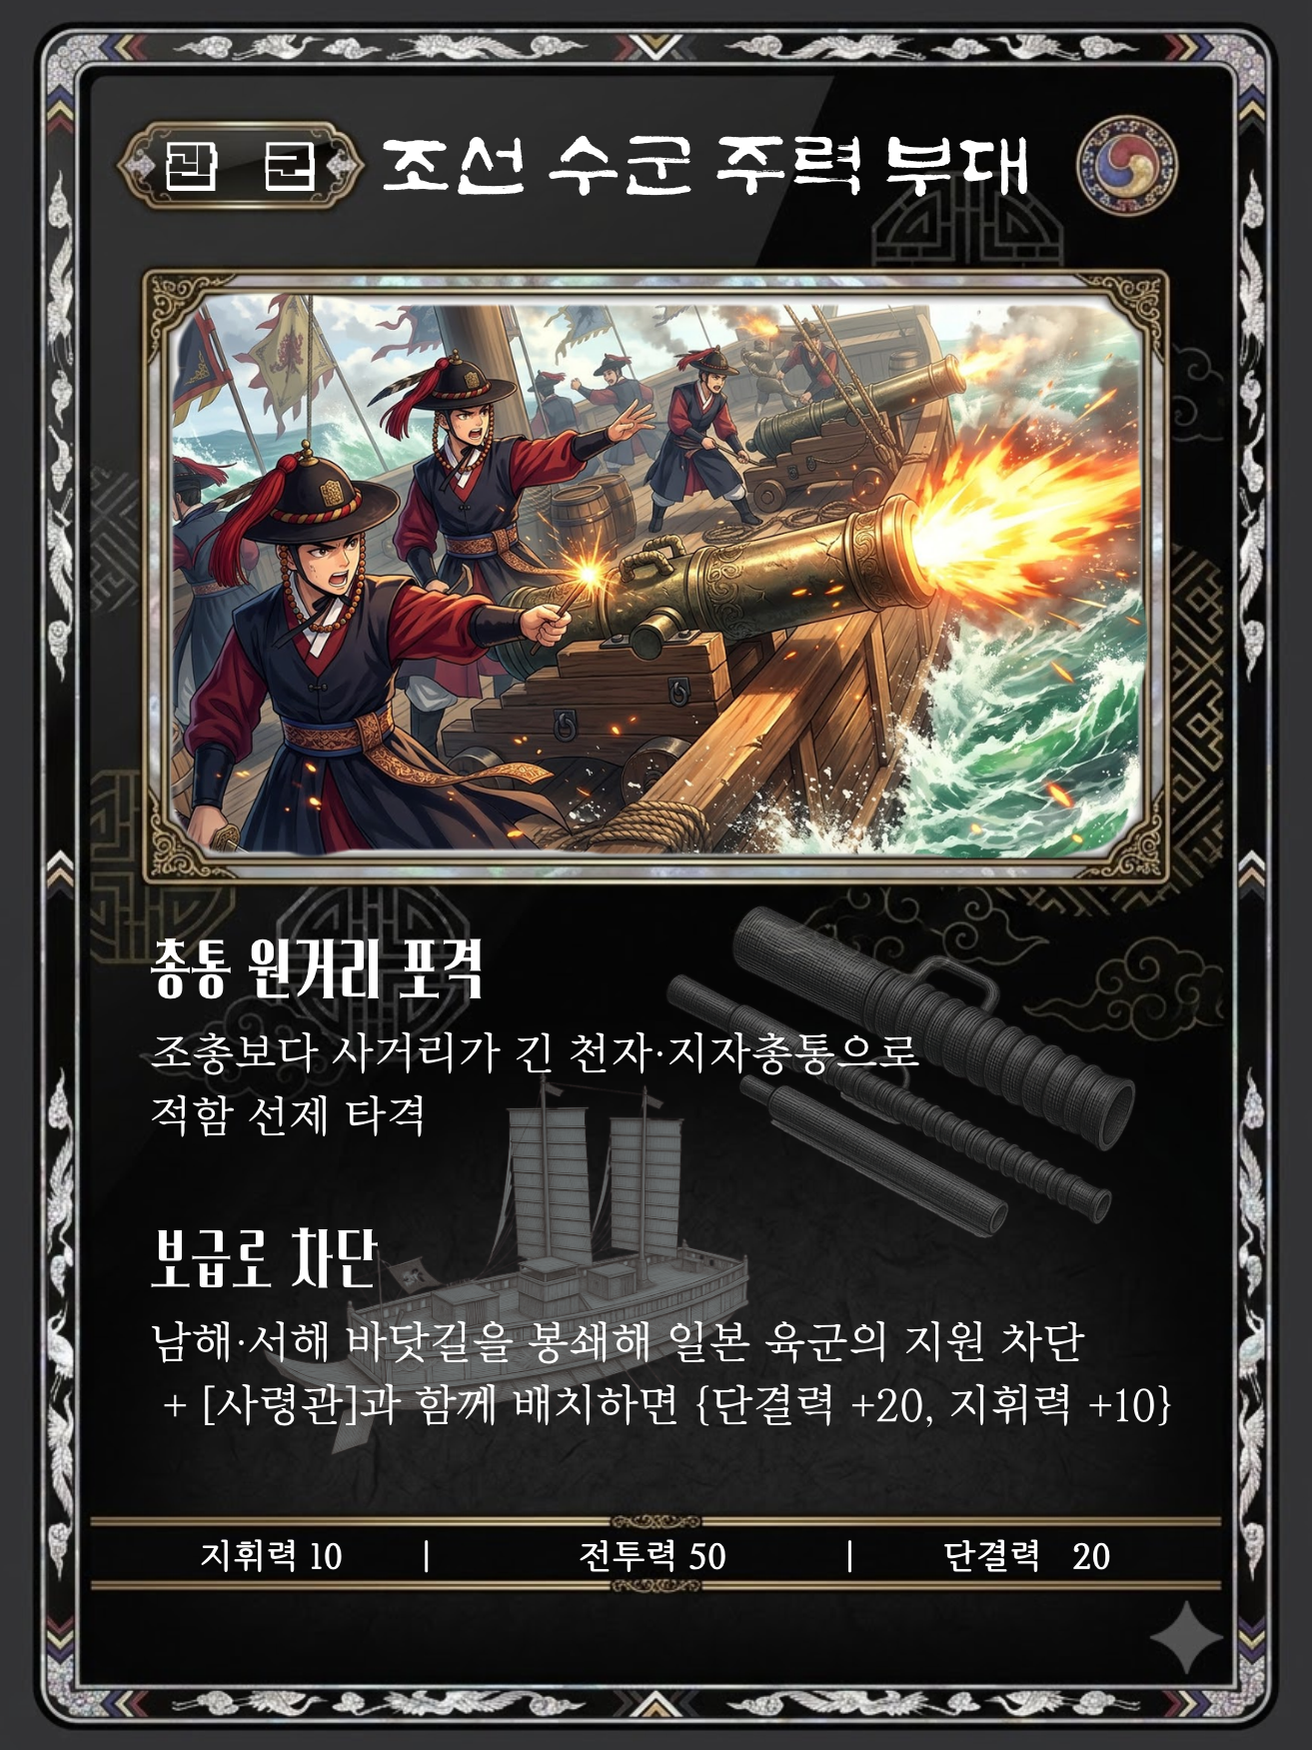 관 군 조선 수군 주력 부대
총통 원거리 포격
조총보다 사거리가 긴 천자·지자총통으로
적함 선제 타격
보급로 차단
남해·서해 바닷길을 봉쇄해 일본 육군의 지원 차단
+ [사령관]과 함께 배치하면 {단결력 +20, 지휘력 +10}
지휘력 10 | 전투력 50 | 단결력 20